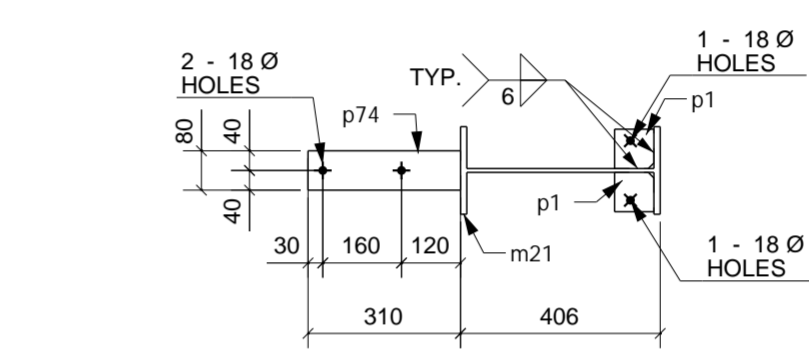 1 - 18 Ø
HOLES
2 - 18 Ø
HOLES
TYP.
6
p1
p74
80
40
40
p1
30
160
120
m21
1 - 18 Ø
HOLES
310
406